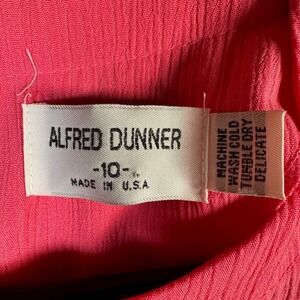 ALFRED DUNNER
-10-
MADE IN U.S.A.
MACHINE
WASH COLD
TUMBLE DRY
DELICATE